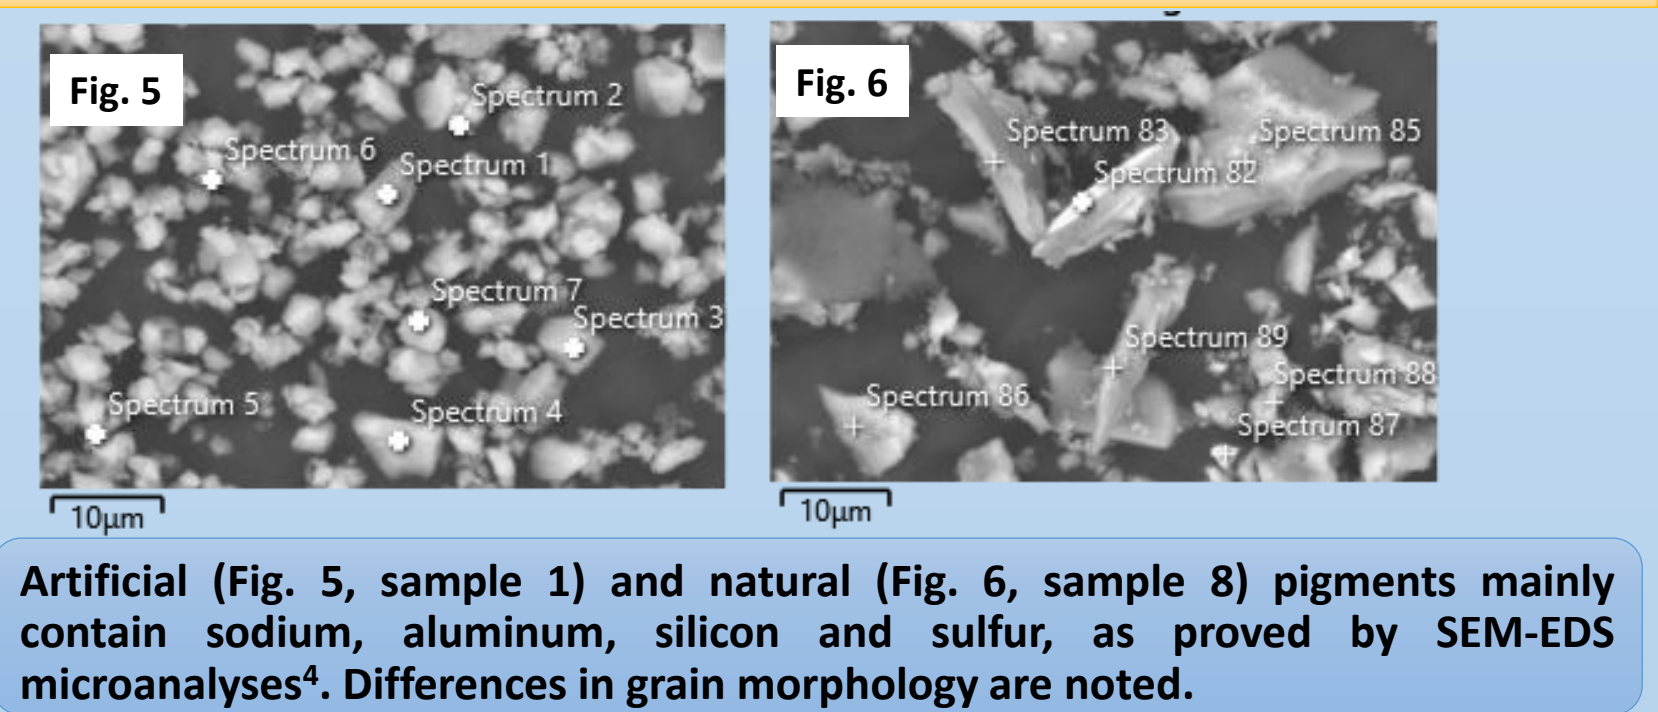 Fig. 5
Spectrum 2
Spectrum 6
Spectrum 1
Spectrum 7
Spectrum 3
Spectrum 5
Spectrum 4
10µm
Fig. 6
Spectrum 83
Spectrum 85
Spectrum 82
Spectrum 89
Spectrum 88
Spectrum 86
Spectrum 87
10µm
Artificial (Fig. 5, sample 1) and natural (Fig. 6, sample 8) pigments mainly
contain sodium, aluminum, silicon and sulfur, as proved by SEM-EDS
microanalyses⁴. Differences in grain morphology are noted.